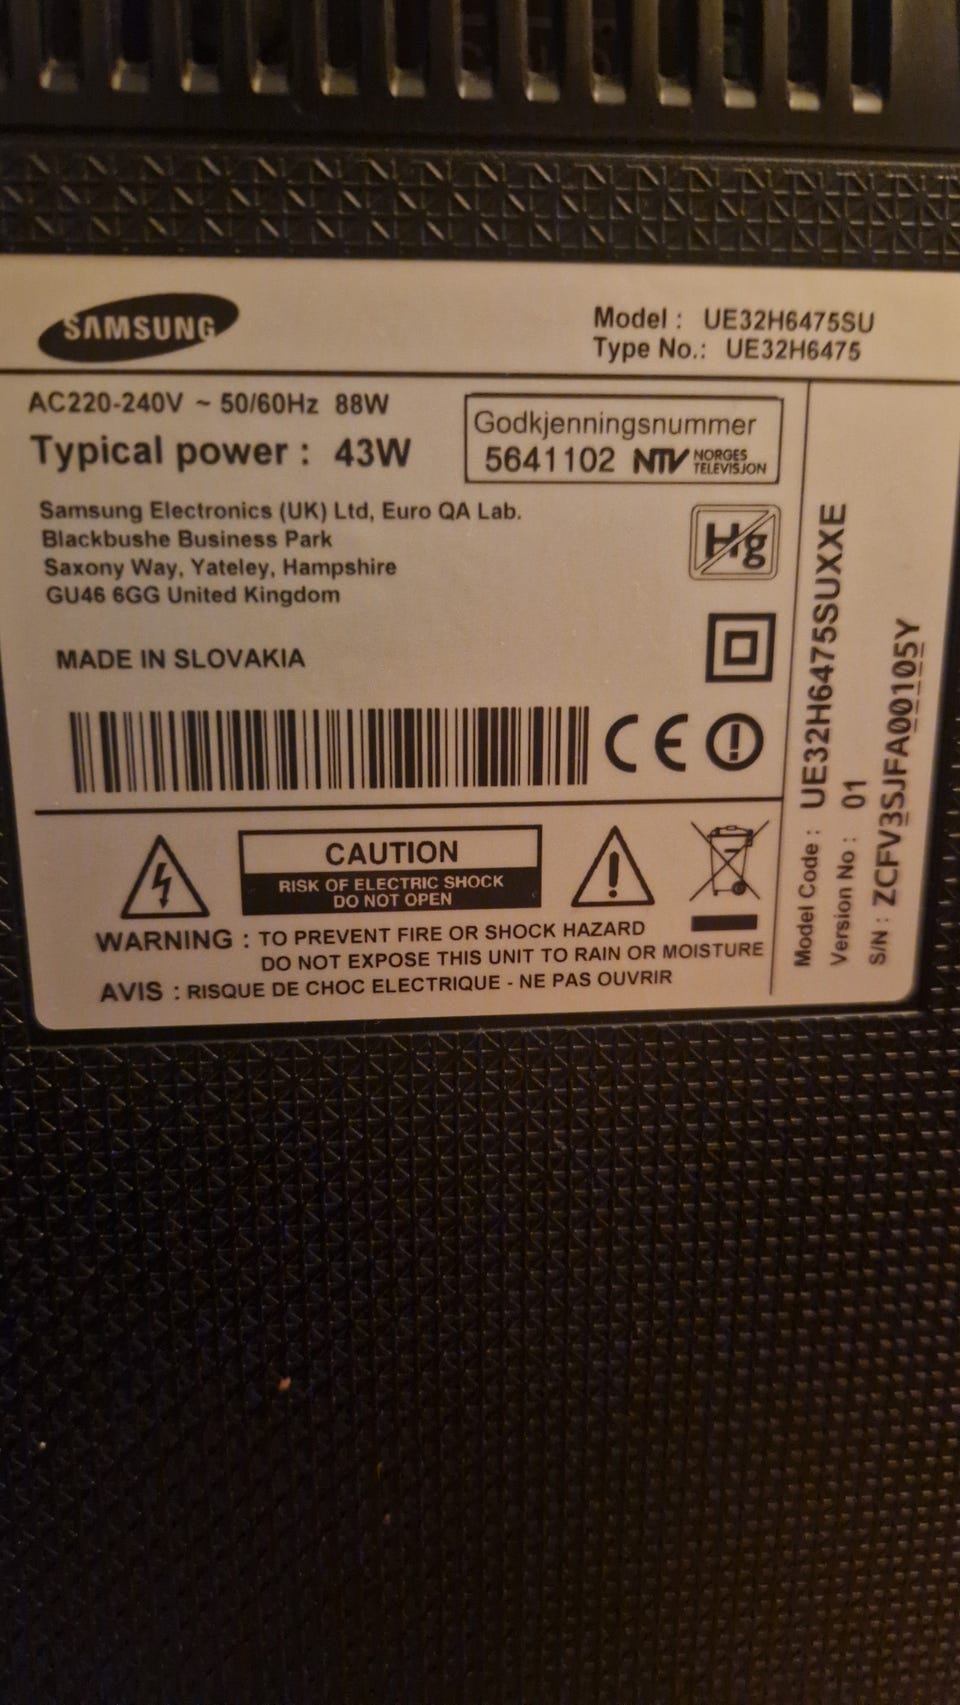 SAMSUNG
Model : UE32H6475SU
Type No.: UE32H6475
AC220-240V ~ 50/60Hz 88W
Typical power : 43W
Godkjenningsnummer
5641102 NTV NORGES TELEVISJON
Samsung Electronics (UK) Ltd, Euro QA Lab.
Blackbushe Business Park
Saxony Way, Yateley, Hampshire
GU46 6GG United Kingdom
Hg
MADE IN SLOVAKIA
CE
CAUTION
RISK OF ELECTRIC SHOCK
DO NOT OPEN
WARNING : TO PREVENT FIRE OR SHOCK HAZARD
DO NOT EXPOSE THIS UNIT TO RAIN OR MOISTURE
AVIS : RISQUE DE CHOC ELECTRIQUE - NE PAS OUVRIR
Model Code : UE32H6475SUXXE
Version No : 01
S/N : ZCFV3SJFA00105Y